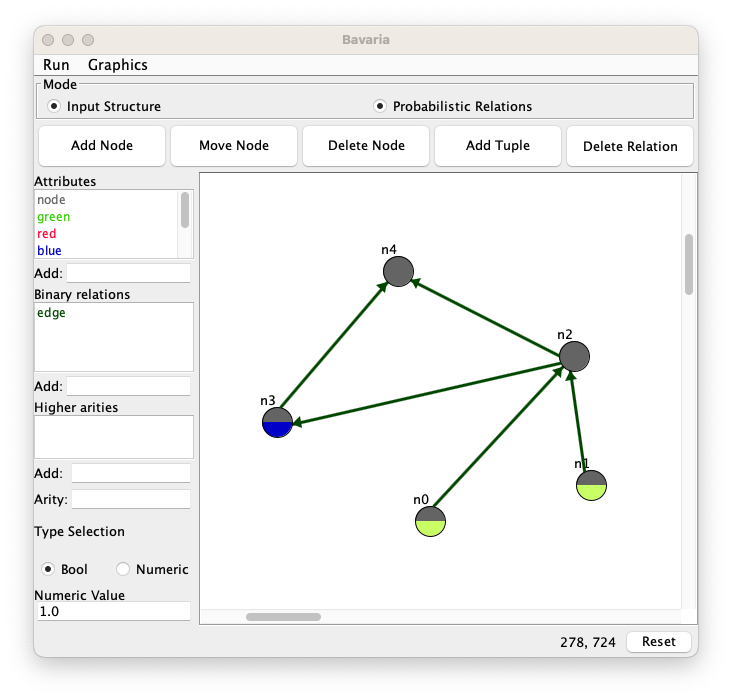 Bavaria
Run Graphics
Mode
Input Structure Probabilistic Relations
Add Node Move Node Delete Node Add Tuple Delete Relation
Attributes
node
green
red
blue
Add:
Binary relations
edge
Add:
Higher arities
Add:
Arity:
Type Selection
Bool Numeric
Numeric Value
1.0
n4
n2
n3
n1
n0
278, 724 Reset